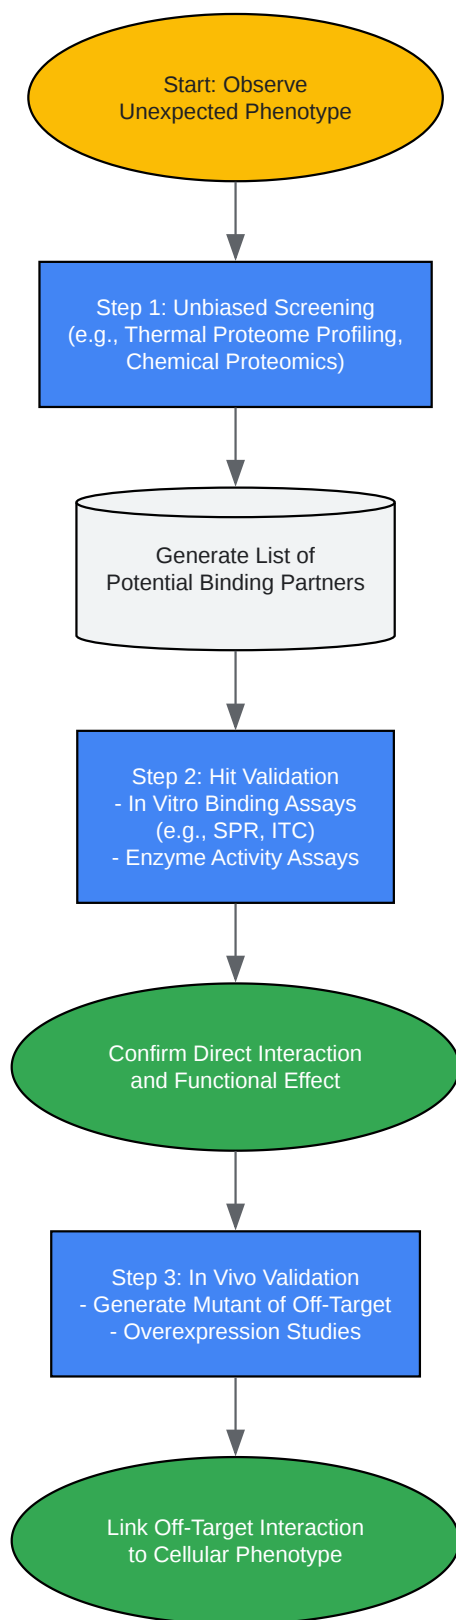 Start: Observe
Unexpected Phenotype
Step 1: Unbiased Screening
(e.g., Thermal Proteome Profiling,
Chemical Proteomics)
Generate List of
Potential Binding Partners
Step 2: Hit Validation
- In Vitro Binding Assays
(e.g., SPR, ITC)
- Enzyme Activity Assays
Confirm Direct Interaction
and Functional Effect
Step 3: In Vivo Validation
- Generate Mutant of Off-Target
- Overexpression Studies
Link Off-Target Interaction
to Cellular Phenotype